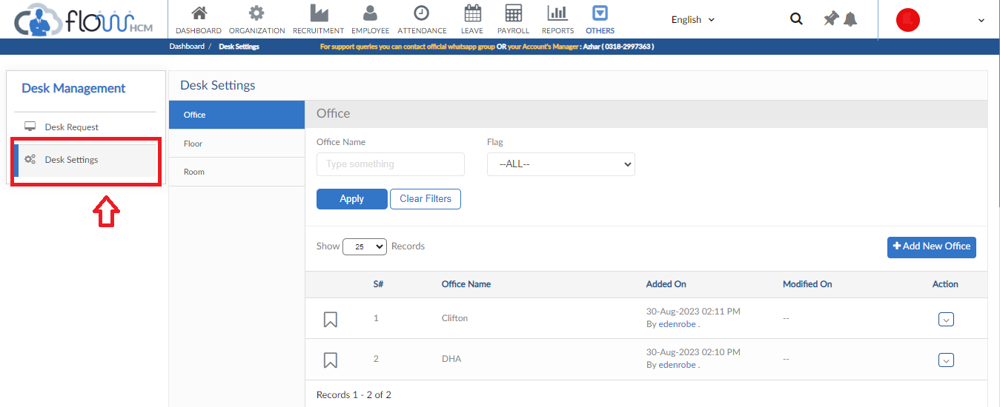 flowHCM
DASHBOARD ORGANIZATION RECRUITMENT EMPLOYEE ATTENDANCE LEAVE PAYROLL REPORTS OTHERS
English
Dashboard / Desk Settings
For support queries you can contact official whatsapp group OR your Account's Manager : Azhar ( 0318-2997363 )
Desk Management
Desk Request
Desk Settings
Desk Settings
Office
Floor
Room
Office
Office Name Flag
Type something --ALL--
Apply Clear Filters
Show 25 Records
+ Add New Office
S# Office Name Added On Modified On Action
1 Clifton 30-Aug-2023 02:11 PM --
By edenrobe .
2 DHA 30-Aug-2023 02:10 PM --
By edenrobe .
Records 1 - 2 of 2